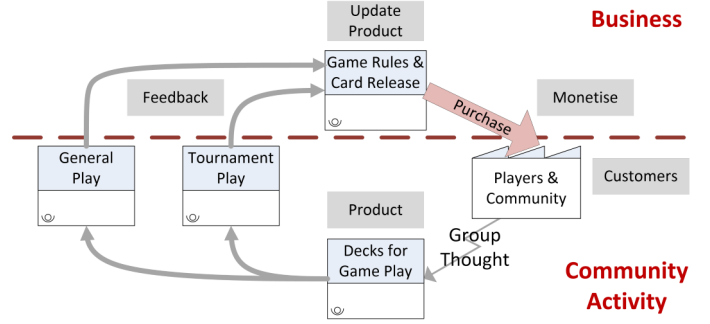 Update
Product
Business
Game Rules &
Card Release
Feedback
Purchase
Monetise
General
Play
Tournament
Play
Players &
Community
Customers
Product
Group
Thought
Decks for
Game Play
Community
Activity